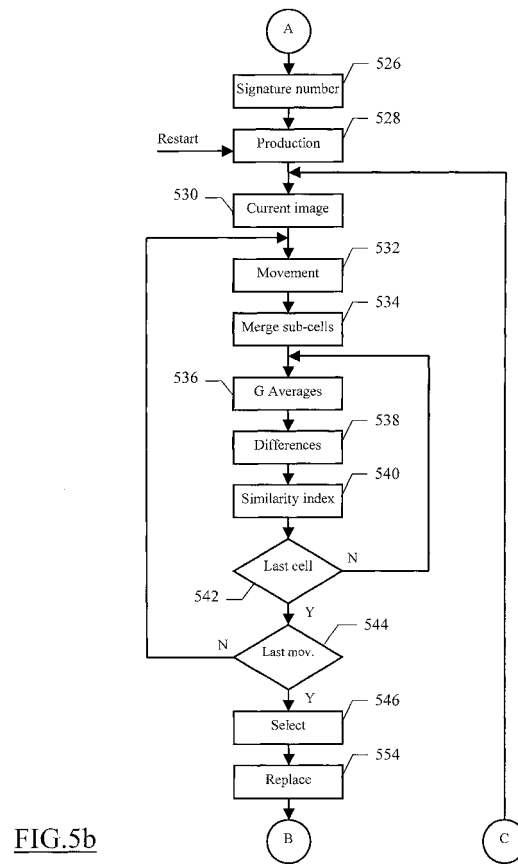 A
Signature number
526
Restart
Production
528
530
Current image
Movement
532
Merge sub-cells
534
536
G Averages
Differences
538
Similarity index
540
Last cell
N
542
Y
N
Last mov.
544
Y
Select
546
Replace
554
B
C
FIG.5b